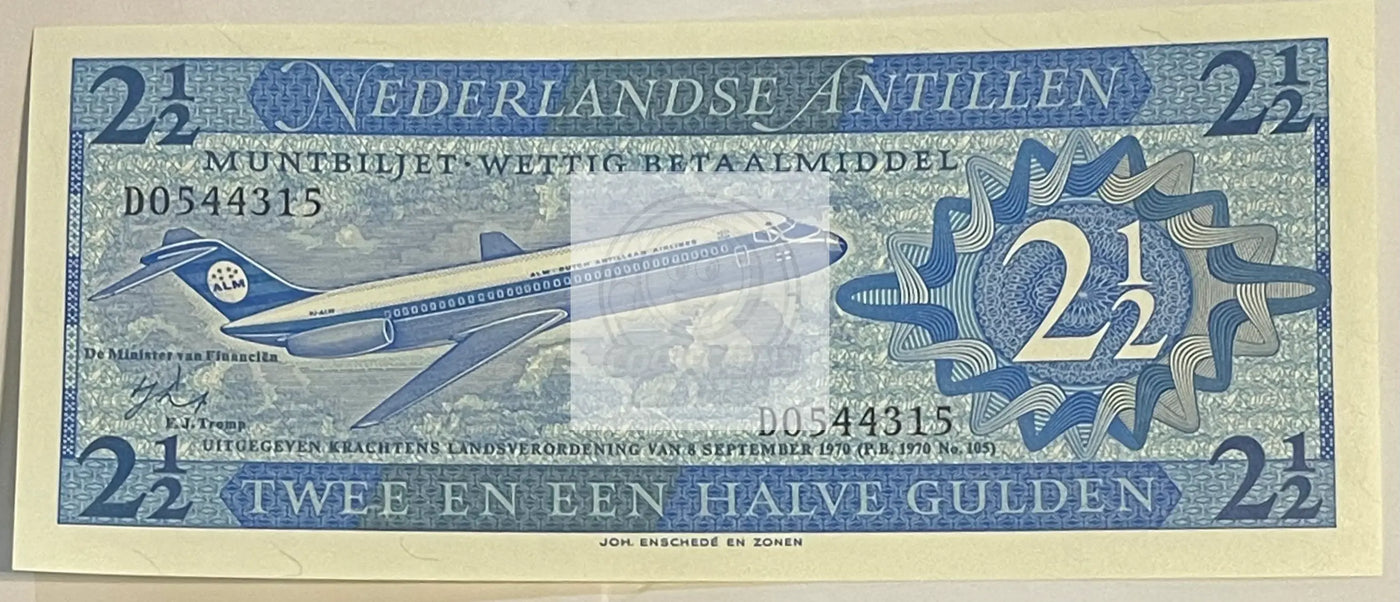 2½ NEDERLANDSE ANTILLEN 2½
MUNTBILJET·WETTIG BETAALMIDDEL
D0544315
ALM
ALM · DUTCH ANTILLEAN AIRLINES
2½
De Minister van Financiën
E.J. Tromp
D0544315
UITGEGEVEN KRACHTENS LANDSVERORDENING VAN 8 SEPTEMBER 1970 (P.B. 1970 No. 105)
2½ TWEE EN EEN HALVE GULDEN 2½
JOH. ENSCHEDÉ EN ZONEN